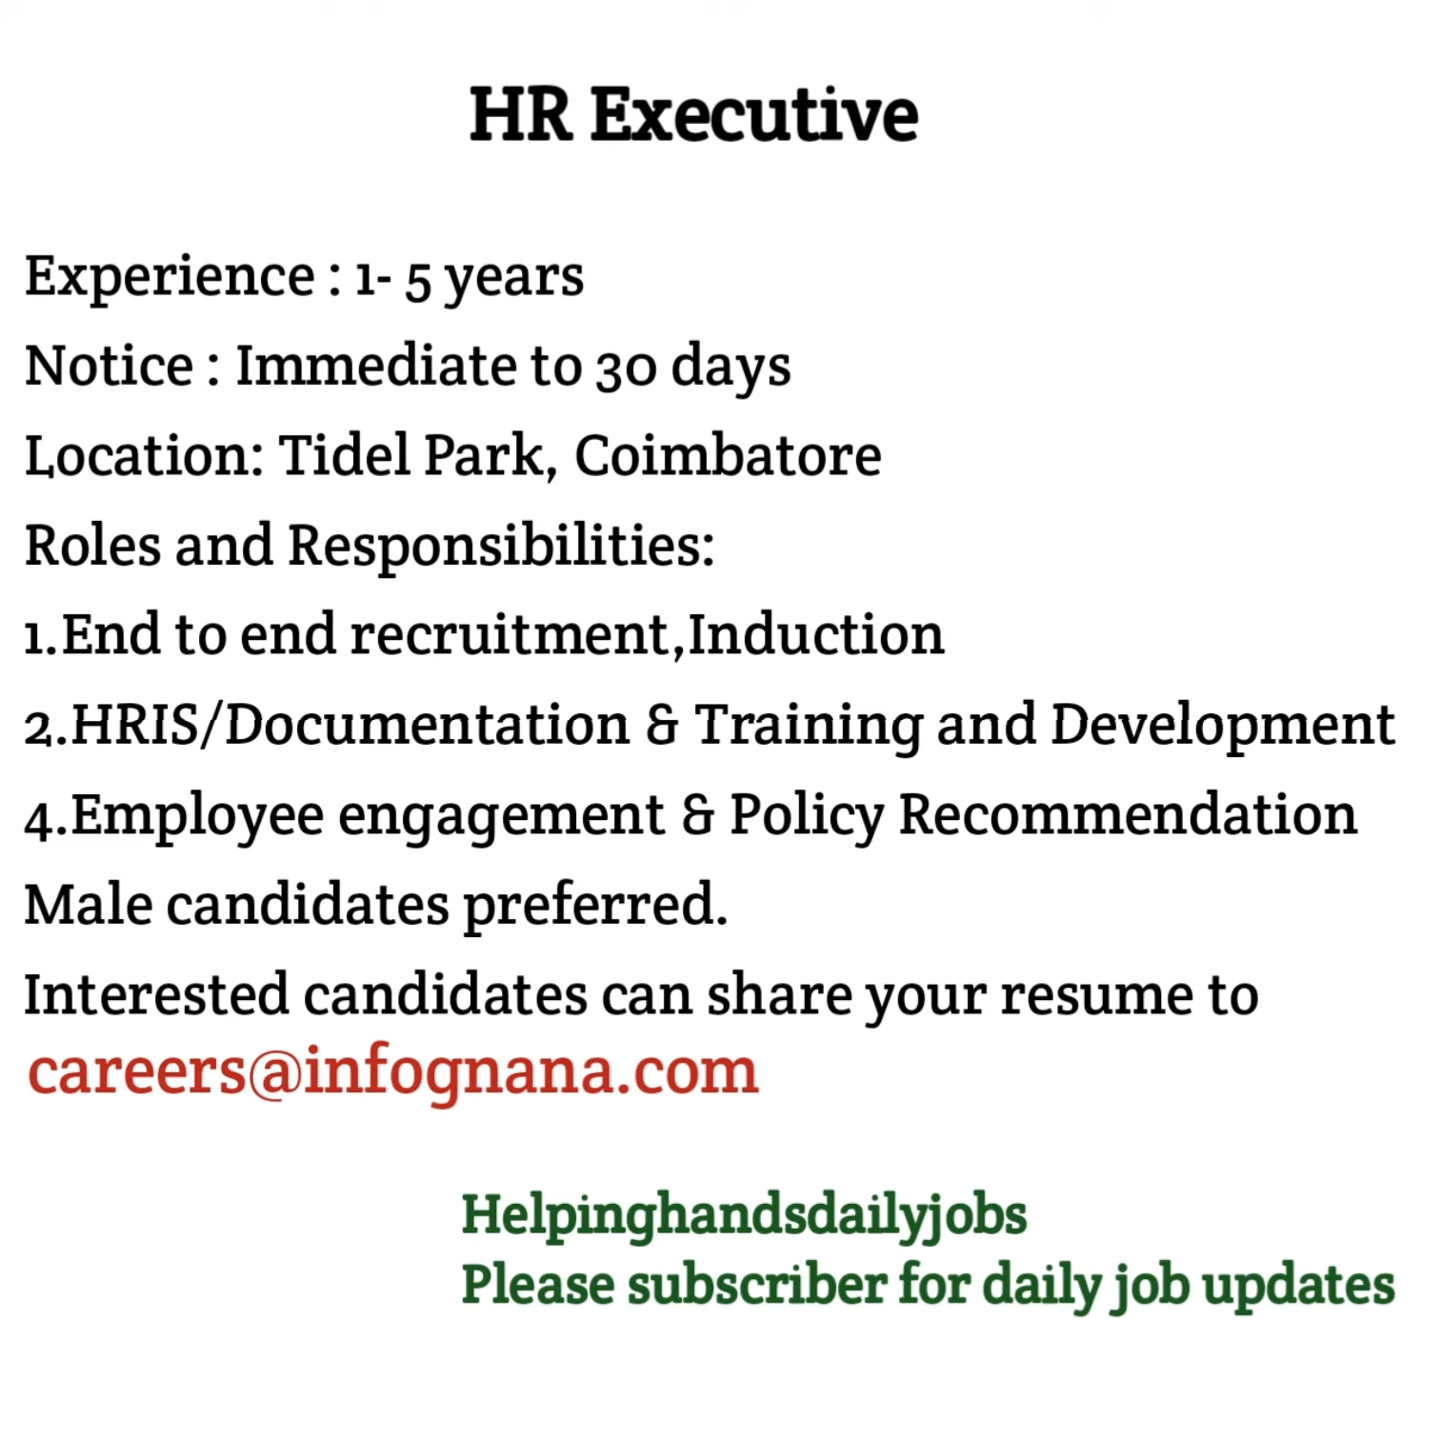 HR Executive
Experience : 1- 5 years
Notice : Immediate to 30 days
Location: Tidel Park, Coimbatore
Roles and Responsibilities:
1.End to end recruitment,Induction
2.HRIS/Documentation & Training and Development
4.Employee engagement & Policy Recommendation
Male candidates preferred.
Interested candidates can share your resume to
careers@infognana.com
Helpinghandsdailyjobs
Please subscriber for daily job updates